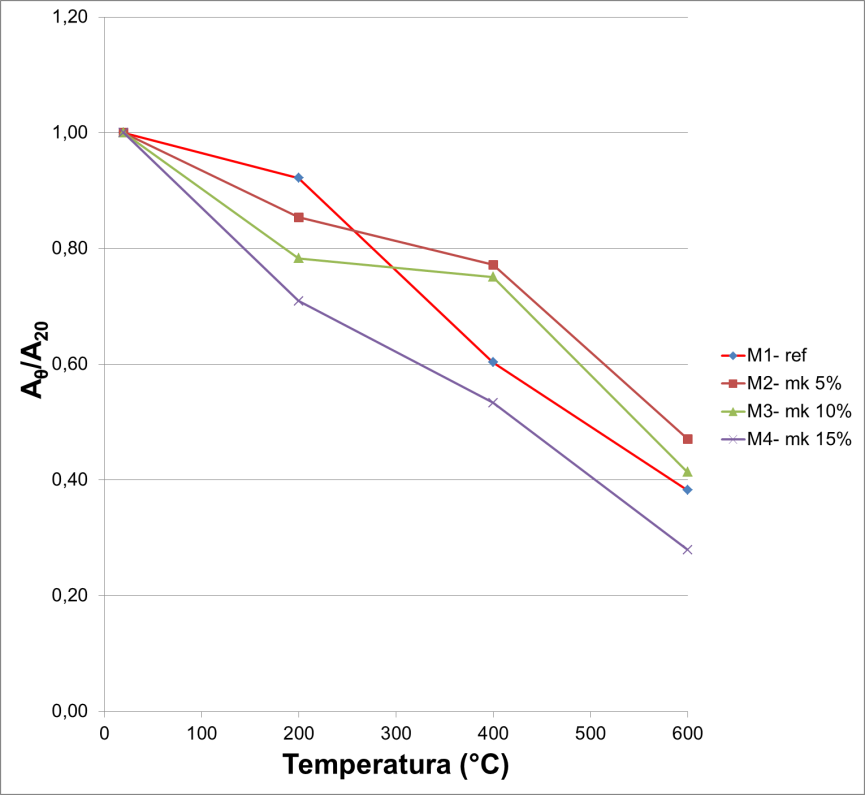 1,20
1,00
0,80
0,60
0,40
0,20
0,00
Aθ/A20
0 100 200 300 400 500 600
Temperatura (°C)
M1- ref
M2- mk 5%
M3- mk 10%
M4- mk 15%